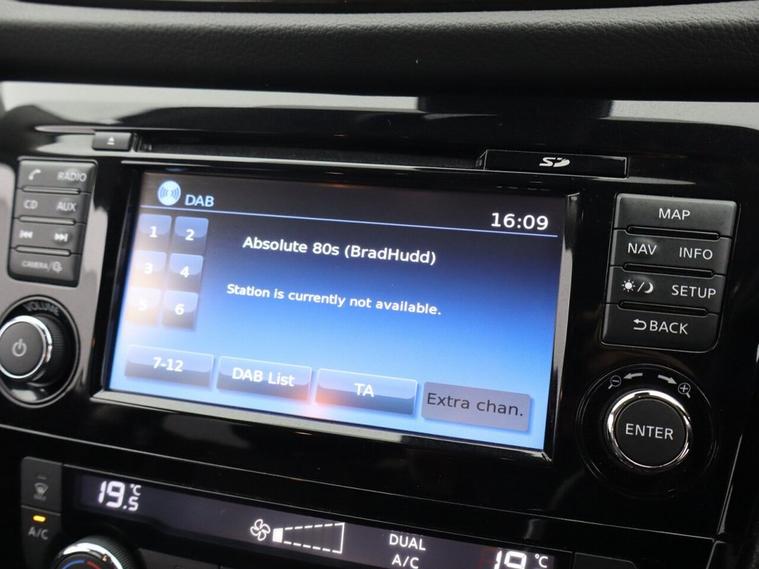 RADIO
CD AUX
CAMERA/
VOLUME
DAB
16:09
1 2
3 4
5 6
Absolute 80s (BradHudd)
Station is currently not available.
7-12
DAB List
TA
Extra chan.
SD
MAP
NAV INFO
SETUP
BACK
ENTER
19.5°C
A/C
DUAL
A/C
19 °C